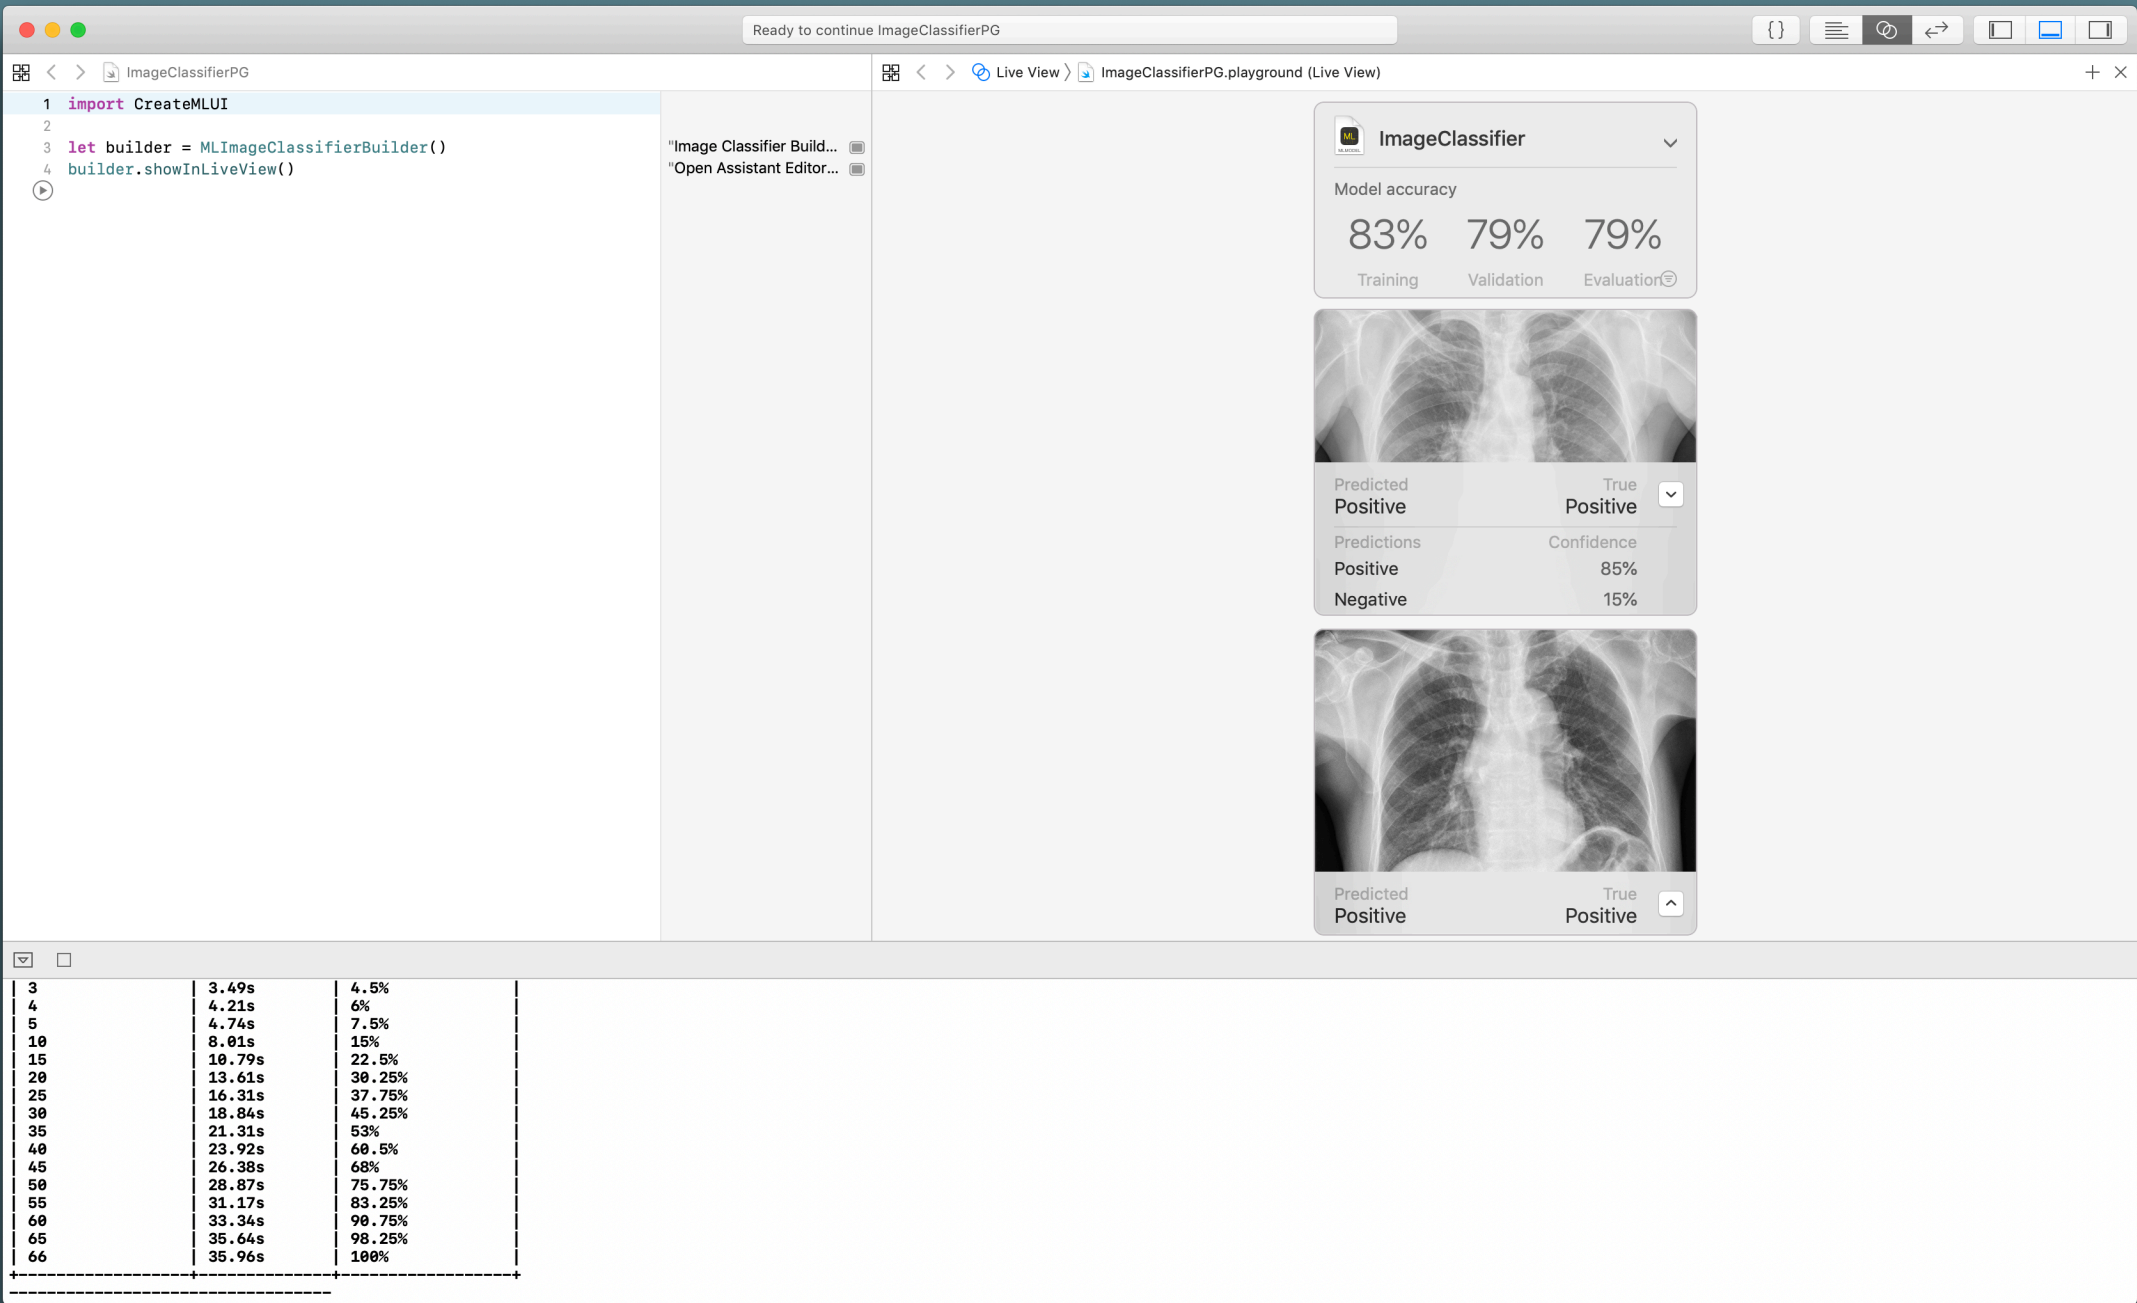 Ready to continue ImageClassifierPG
{ }
ImageClassifierPG
Live View 〉 ImageClassifierPG.playground (Live View)
1 import CreateMLUI
2
3 let builder = MLImageClassifierBuilder()
4 builder.showInLiveView()
"Image Classifier Build...
"Open Assistant Editor...
ML
ImageClassifier
Model accuracy
83% 79% 79%
Training Validation Evaluation
Predicted True
Positive Positive
Predictions Confidence
Positive 85%
Negative 15%
Predicted True
Positive Positive
| 3 | 3.49s | 4.5% |
| 4 | 4.21s | 6% |
| 5 | 4.74s | 7.5% |
| 10 | 8.01s | 15% |
| 15 | 10.79s | 22.5% |
| 20 | 13.61s | 30.25% |
| 25 | 16.31s | 37.75% |
| 30 | 18.84s | 45.25% |
| 35 | 21.31s | 53% |
| 40 | 23.92s | 60.5% |
| 45 | 26.38s | 68% |
| 50 | 28.87s | 75.75% |
| 55 | 31.17s | 83.25% |
| 60 | 33.34s | 90.75% |
| 65 | 35.64s | 98.25% |
| 66 | 35.96s | 100% |